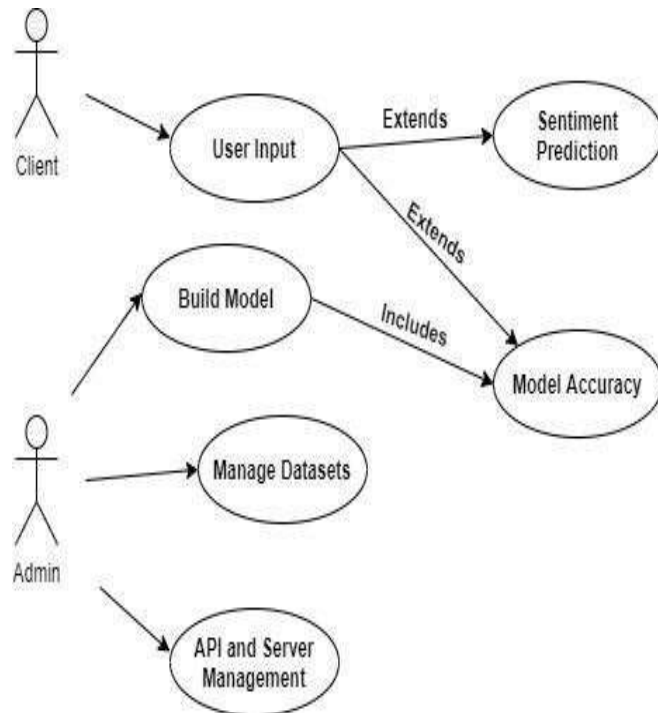 Client
User Input
Extends
Sentiment
Prediction
Extends
Build Model
Includes
Model Accuracy
Manage Datasets
Admin
API and Server
Management